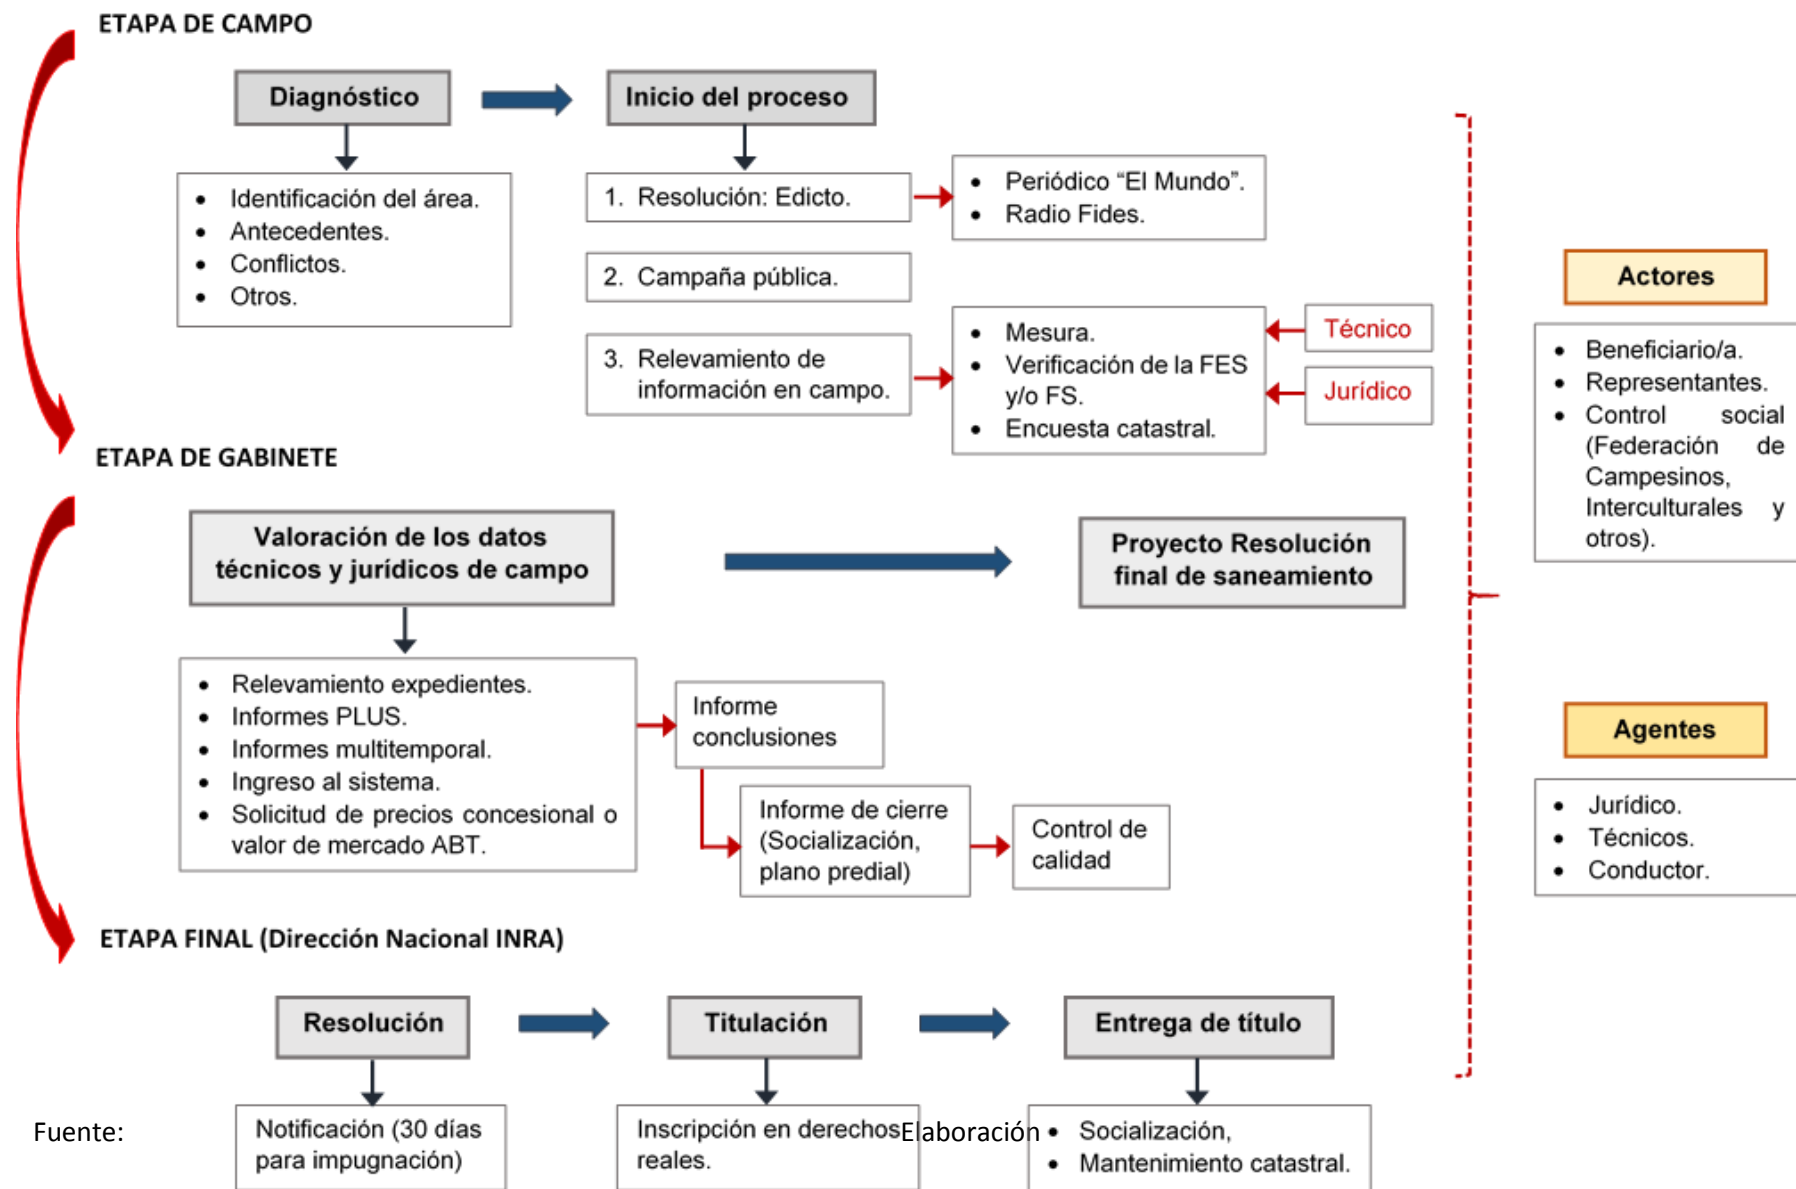 ETAPA DE CAMPO
Diagnóstico
Inicio del proceso
• Identificación del área.
• Antecedentes.
• Conflictos.
• Otros.
1. Resolución: Edicto.
• Periódico “El Mundo”.
• Radio Fides.
2. Campaña pública.
3. Relevamiento de
información en campo.
• Mesura.
• Verificación de la FES
y/o FS.
• Encuesta catastral.
Técnico
Jurídico
ETAPA DE GABINETE
Valoración de los datos
técnicos y jurídicos de campo
Proyecto Resolución
final de saneamiento
• Relevamiento expedientes.
• Informes PLUS.
• Informes multitemporal.
• Ingreso al sistema.
• Solicitud de precios concesional o
valor de mercado ABT.
Informe
conclusiones
Informe de cierre
(Socialización,
plano predial)
Control de
calidad
ETAPA FINAL (Dirección Nacional INRA)
Resolución
Titulación
Entrega de título
Notificación (30 días
para impugnación)
Inscripción en derechos
reales.
• Socialización,
• Mantenimiento catastral.
Actores
• Beneficiario/a.
• Representantes.
• Control social
(Federación de
Campesinos,
Interculturales y
otros).
Agentes
• Jurídico.
• Técnicos.
• Conductor.
Fuente: Elaboración